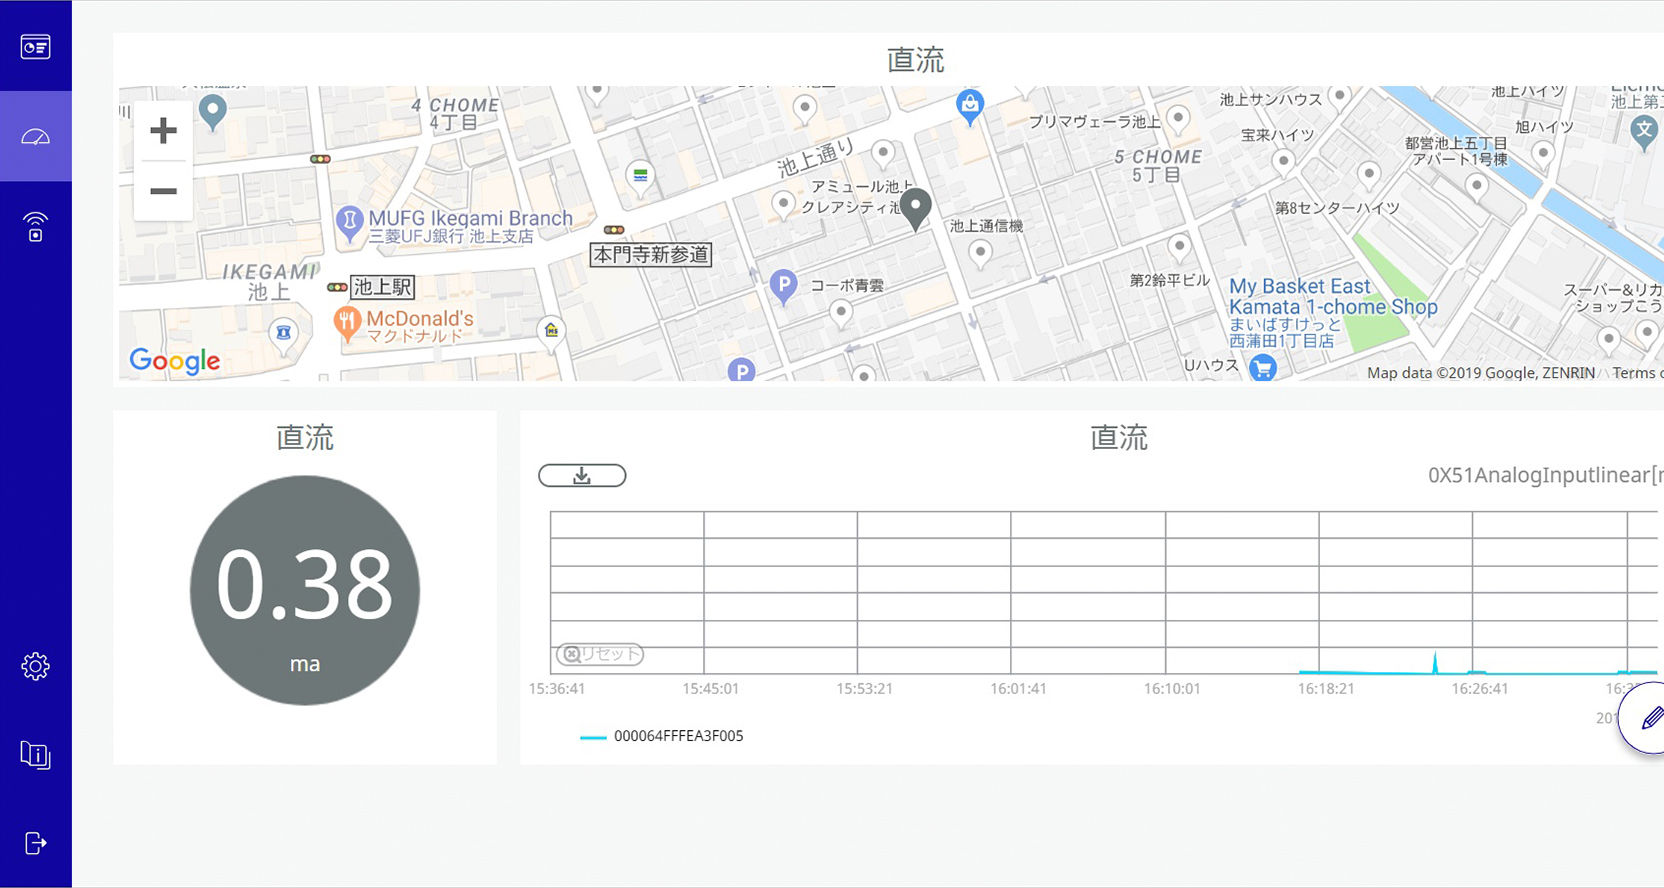 直流
4 CHOME
4丁目
池上通り
プリマヴェーラ池上
池上サンハウス
宝来ハイツ
池上ハイツ
池上第
旭ハイツ
都営池上五丁目
アパート1号棟
5 CHOME
5丁目
アミュール池上
クレアシティ池
池上通信機
第8センターハイツ
MUFG Ikegami Branch
三菱UFJ銀行 池上支店
本門寺新参道
IKEGAMI
池上
池上駅
コーポ青雲
第2鈴平ビル
My Basket East
Kamata 1-chome Shop
まいばすけっと
西蒲田1丁目店
スーパー&リカ
ショップこう
McDonald's
マクドナルド
P
P
Uハウス
Google
Map data ©2019 Google, ZENRIN
Terms
直流
0.38
ma
直流
0X51AnalogInputlinear[
リセット
15:36:41
15:45:01
15:53:21
16:01:41
16:10:01
16:18:21
16:26:41
16:3
201
000064FFFEA3F005